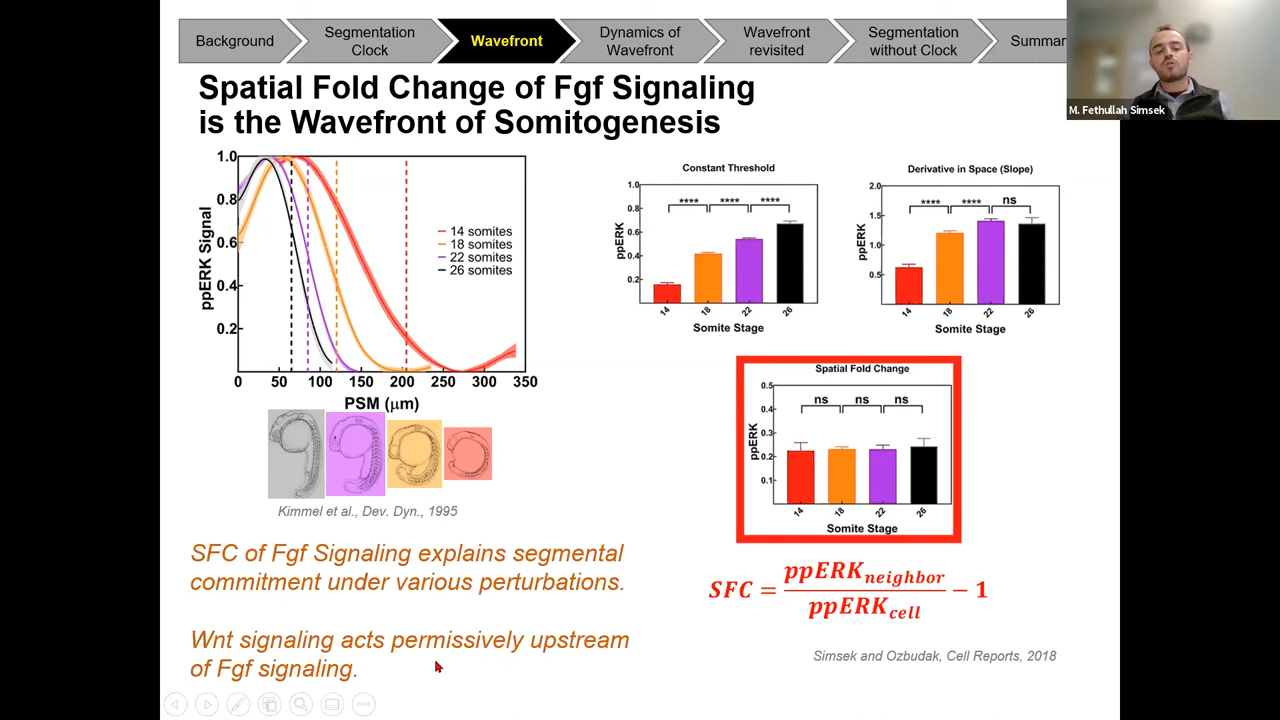 Background
Segmentation
Clock
Wavefront
Dynamics of
Wavefront
Wavefront
revisited
Segmentation
without Clock
Summar
M. Fethullah Simsek
Spatial Fold Change of Fgf Signaling
is the Wavefront of Somitogenesis
1.0
0.8
0.6
0.4
0.2
ppERK Signal
14 somites
18 somites
22 somites
26 somites
0 50 100 150 200 250 300 350
PSM (μm)
Kimmel et al., Dev. Dyn., 1995
Constant Threshold
1.0
0.8
0.6
0.4
0.2
ppERK
**** **** ****
14 18 22 26
Somite Stage
Derivative in Space (Slope)
2.0
1.5
1.0
0.5
ppERK
**** **** ns
14 18 22 26
Somite Stage
Spatial Fold Change
0.5
0.4
0.3
0.2
0.1
ppERK
ns ns ns
14 18 22 26
Somite Stage
SFC of Fgf Signaling explains segmental
commitment under various perturbations.
Wnt signaling acts permissively upstream
of Fgf signaling.
ppERK neighbor
SFC = — − 1
ppERK cell
Simsek and Ozbudak, Cell Reports, 2018